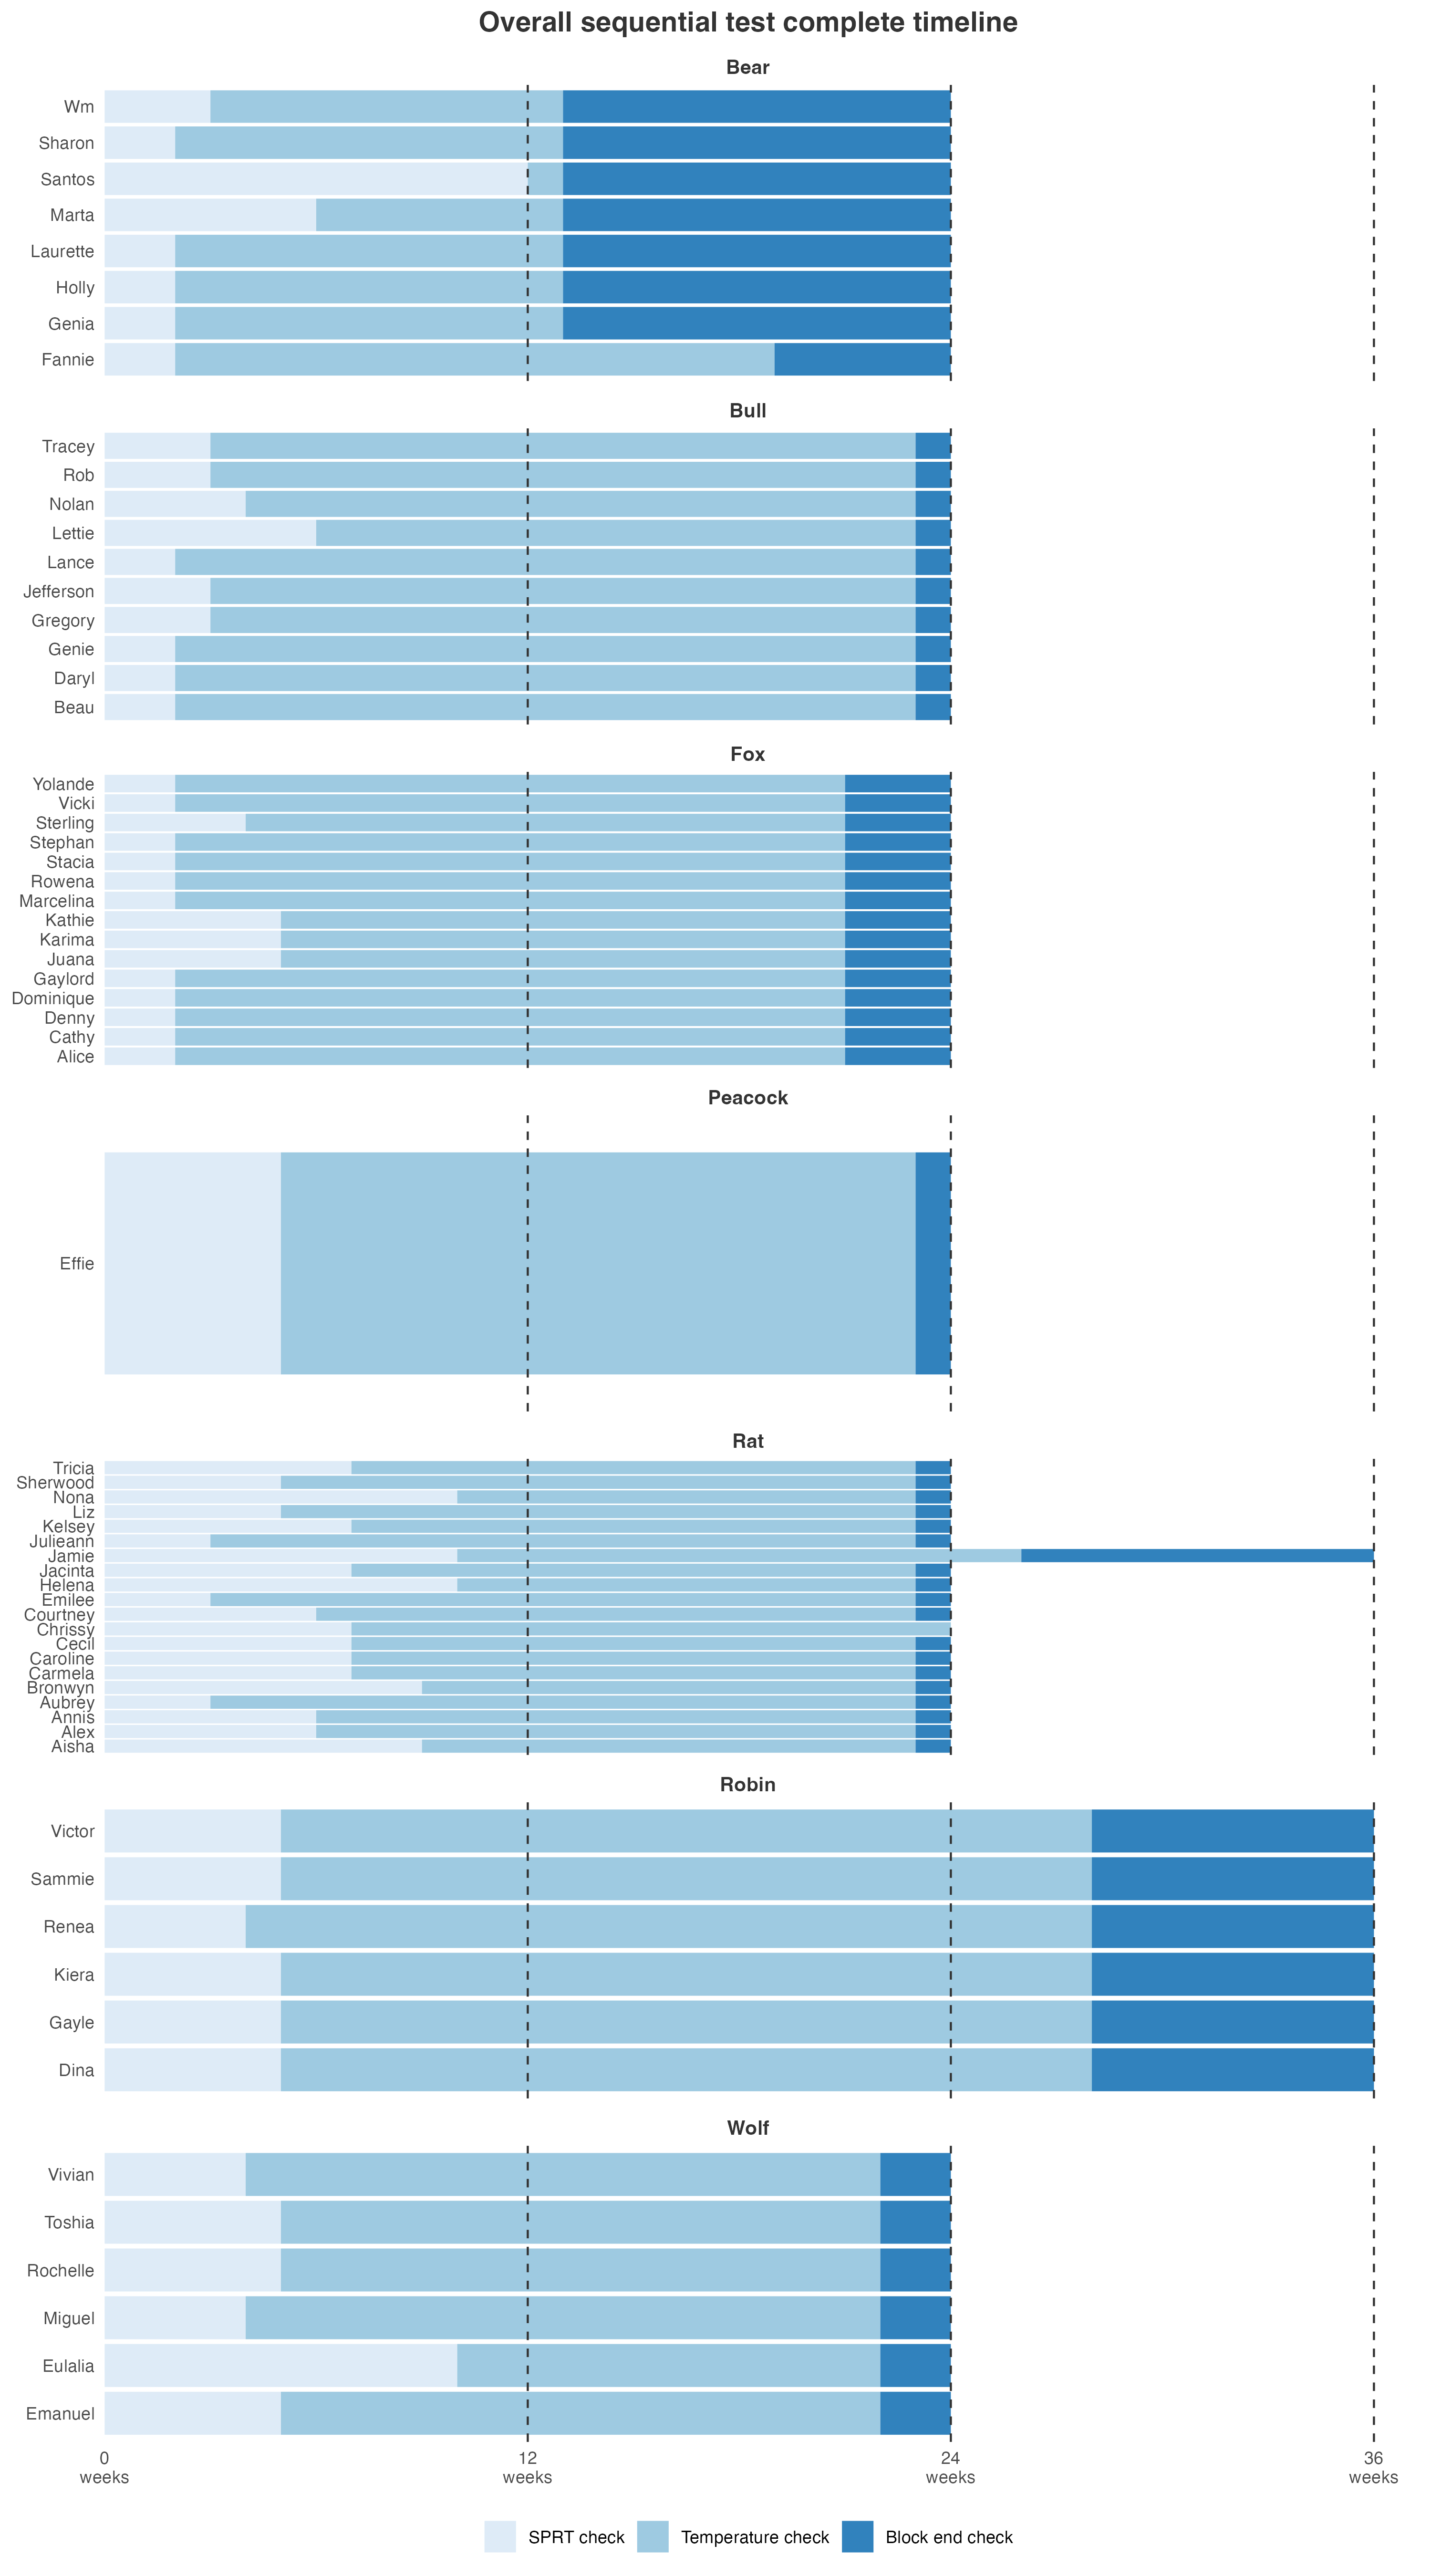 Overall sequential test complete timeline
Bear
Wm
Sharon
Santos
Marta
Laurette
Holly
Genia
Fannie
Bull
Tracey
Rob
Nolan
Lettie
Lance
Jefferson
Gregory
Genie
Daryl
Beau
Fox
Yolande
Vicki
Sterling
Stephan
Stacia
Rowena
Marcelina
Kathie
Karima
Juana
Gaylord
Dominique
Denny
Cathy
Alice
Peacock
Effie
Rat
Tricia
Sherwood
Nona
Liz
Kelsey
Julieann
Jamie
Jacinta
Helena
Emilee
Courtney
Chrissy
Cecil
Caroline
Carmela
Bronwyn
Aubrey
Annis
Alex
Aisha
Robin
Victor
Sammie
Renea
Kiera
Gayle
Dina
Wolf
Vivian
Toshia
Rochelle
Miguel
Eulalia
Emanuel
0 12 24 36
weeks weeks weeks weeks
SPRT check Temperature check Block end check